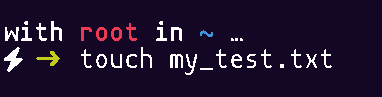 with root in ~ …
⚡ ➜ touch my_test.txt